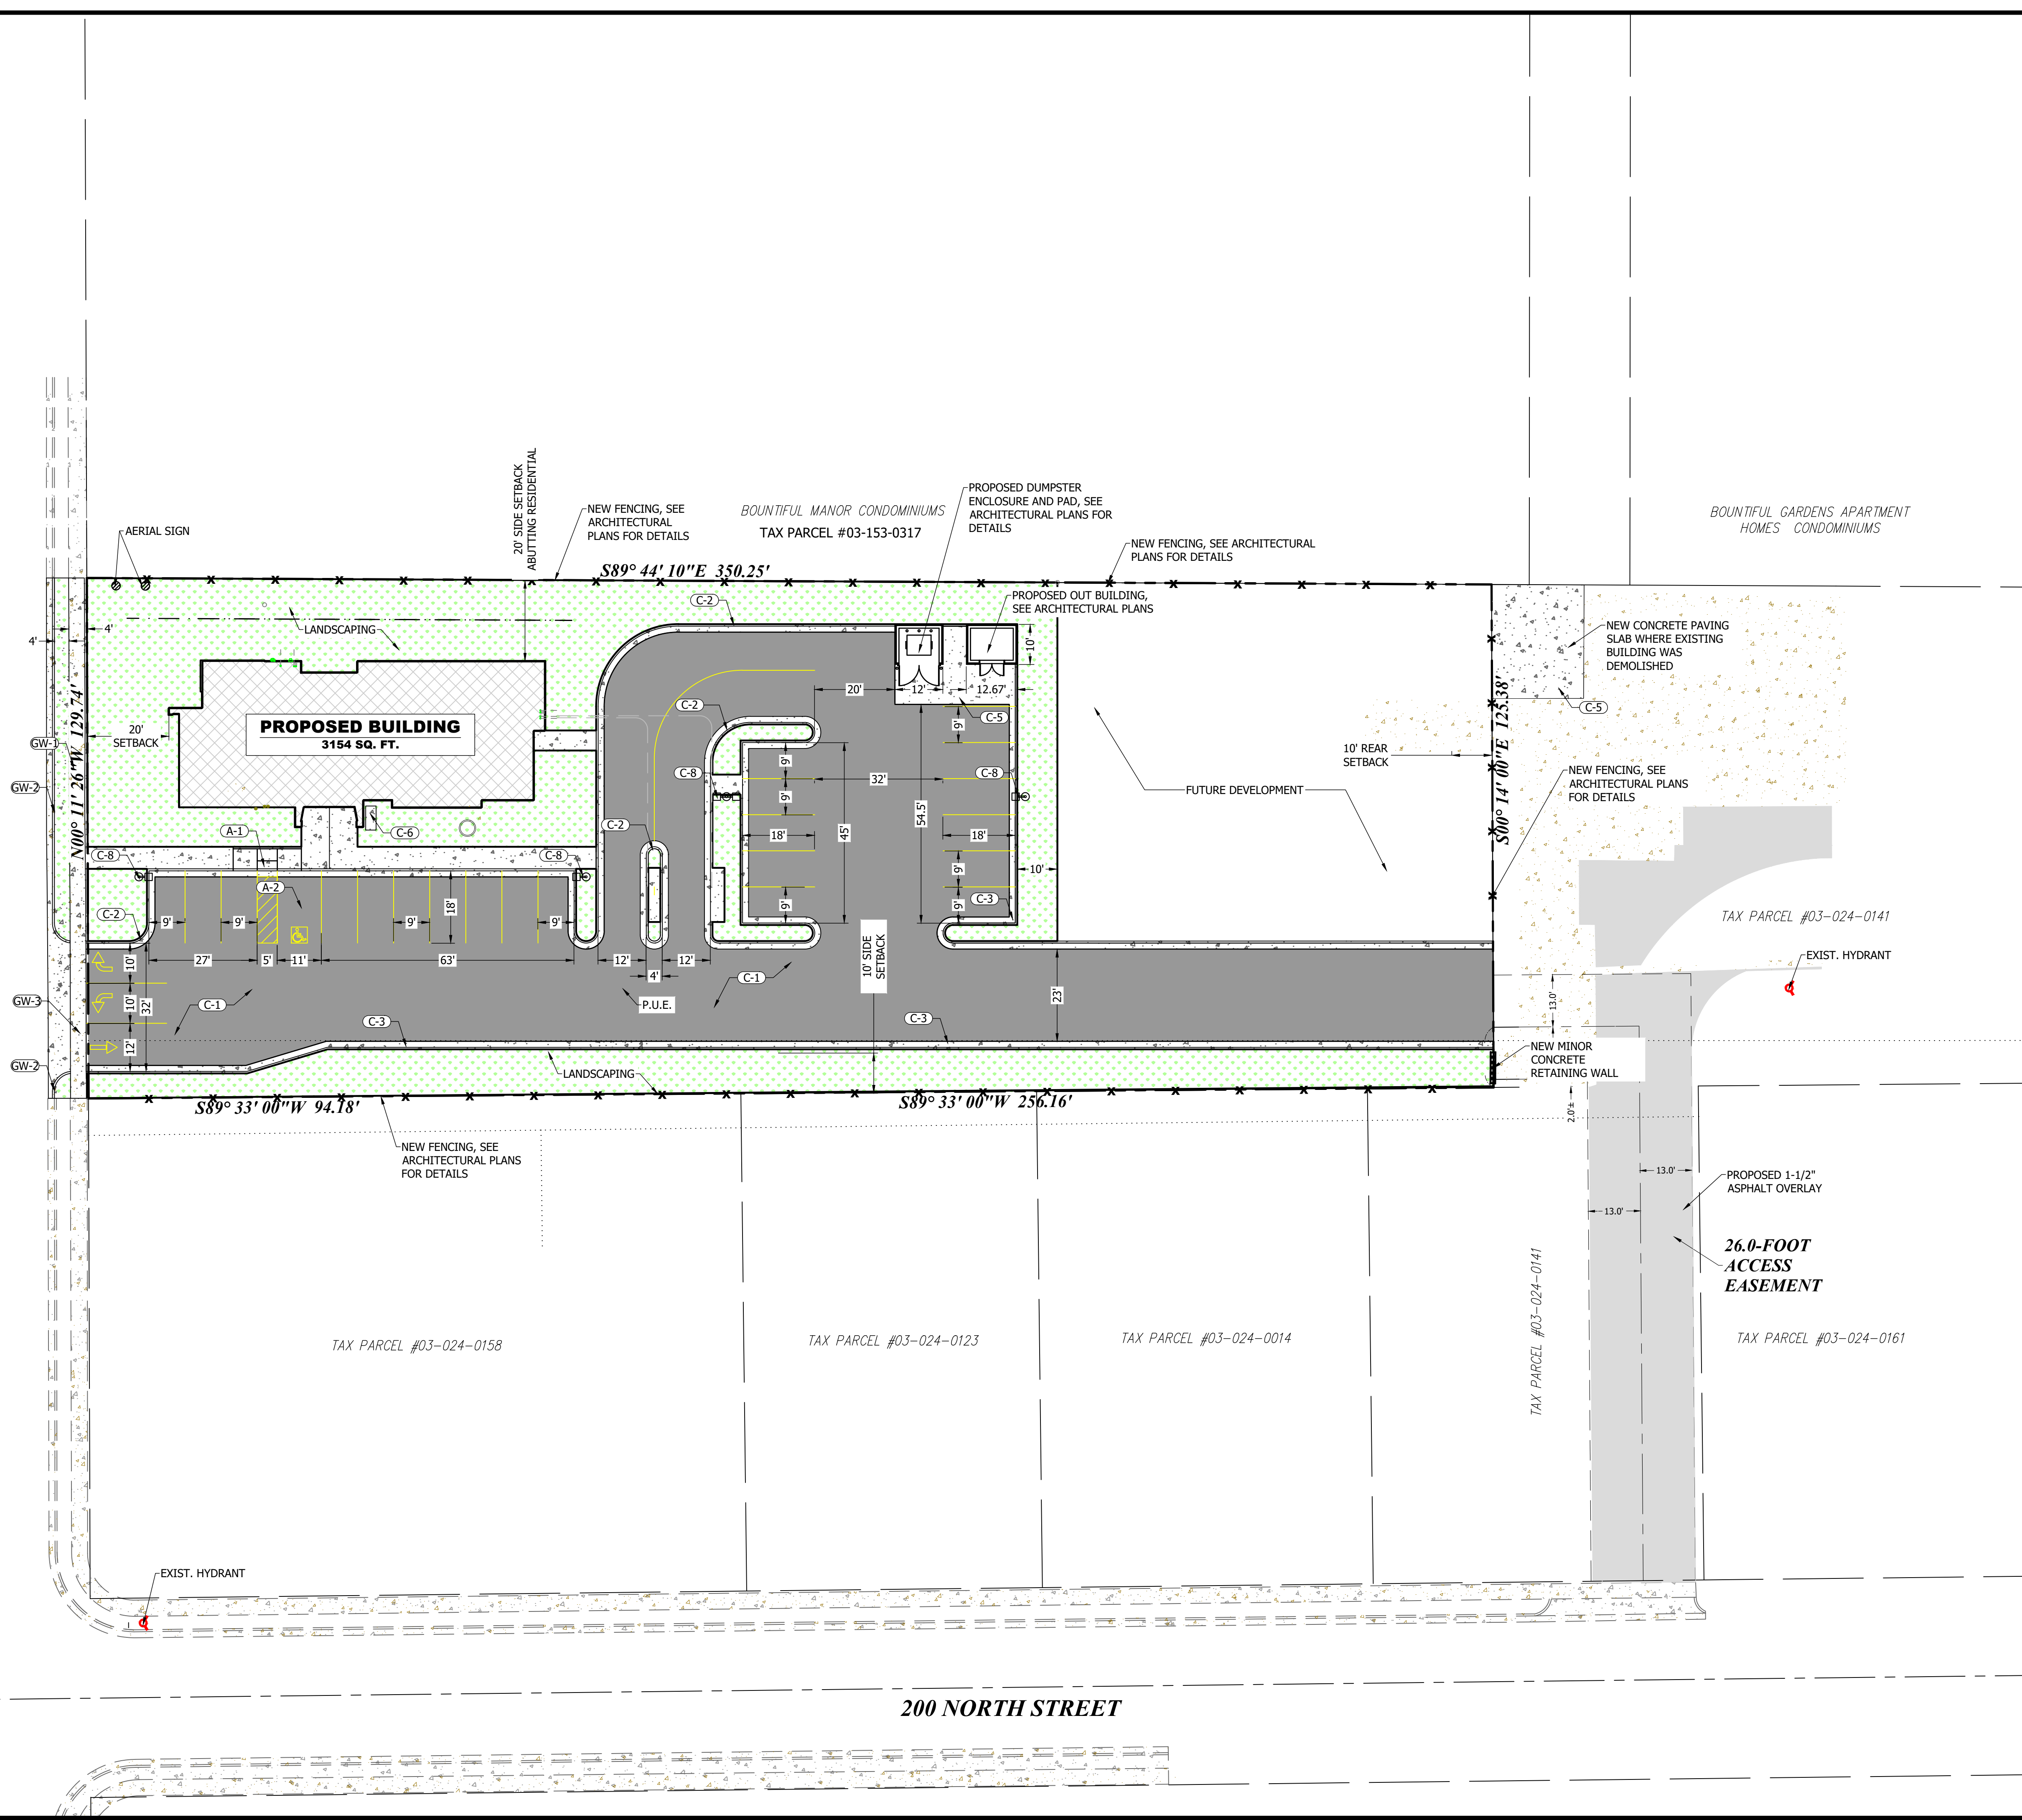 20' SIDE SETBACK
ABUTTING RESIDENTIAL
NEW FENCING, SEE
ARCHITECTURAL
PLANS FOR DETAILS
BOUNTIFUL MANOR CONDOMINIUMS
TAX PARCEL #03-153-0317
PROPOSED DUMPSTER
ENCLOSURE AND PAD, SEE
ARCHITECTURAL PLANS FOR
DETAILS
NEW FENCING, SEE ARCHITECTURAL
PLANS FOR DETAILS
BOUNTIFUL GARDENS APARTMENT
HOMES CONDOMINIUMS
AERIAL SIGN
S89° 44' 10"E 350.25'
C-2
PROPOSED OUT BUILDING,
SEE ARCHITECTURAL PLANS
LANDSCAPING
4'
4'
10'
NEW CONCRETE PAVING
SLAB WHERE EXISTING
BUILDING WAS
DEMOLISHED
C-5
N00° 11' 26"W 129.74'
20'
SETBACK
PROPOSED BUILDING
3154 SQ. FT.
C-2
20'
12'
12.67'
C-5
9'
S00° 14' 00"E 125.38'
GW-1
GW-2
10' REAR
SETBACK
NEW FENCING, SEE
ARCHITECTURAL PLANS
FOR DETAILS
9'
C-8
32'
C-8
9'
FUTURE DEVELOPMENT
C-2
A-1
C-6
18'
45'
54.5'
18'
C-8
C-8
9'
10'
A-2
C-3
18'
9'
9'
C-2
9'
9'
9'
9'
TAX PARCEL #03-024-0141
EXIST. HYDRANT
10'
27'
5'
11'
63'
12'
4'
12'
C-1
10' SIDE
SETBACK
GW-3
10'
32'
C-1
P.U.E.
23'
13.0'
12'
C-3
C-3
NEW MINOR
CONCRETE
RETAINING WALL
GW-2
LANDSCAPING
S89° 33' 00"W 94.18'
S89° 33' 00"W 256.16'
2.0'±
NEW FENCING, SEE
ARCHITECTURAL PLANS
FOR DETAILS
13.0'
PROPOSED 1-1/2"
ASPHALT OVERLAY
13.0'
26.0-FOOT
ACCESS
EASEMENT
TAX PARCEL #03-024-0158
TAX PARCEL #03-024-0123
TAX PARCEL #03-024-0014
TAX PARCEL #03-024-0141
TAX PARCEL #03-024-0161
EXIST. HYDRANT
200 NORTH STREET